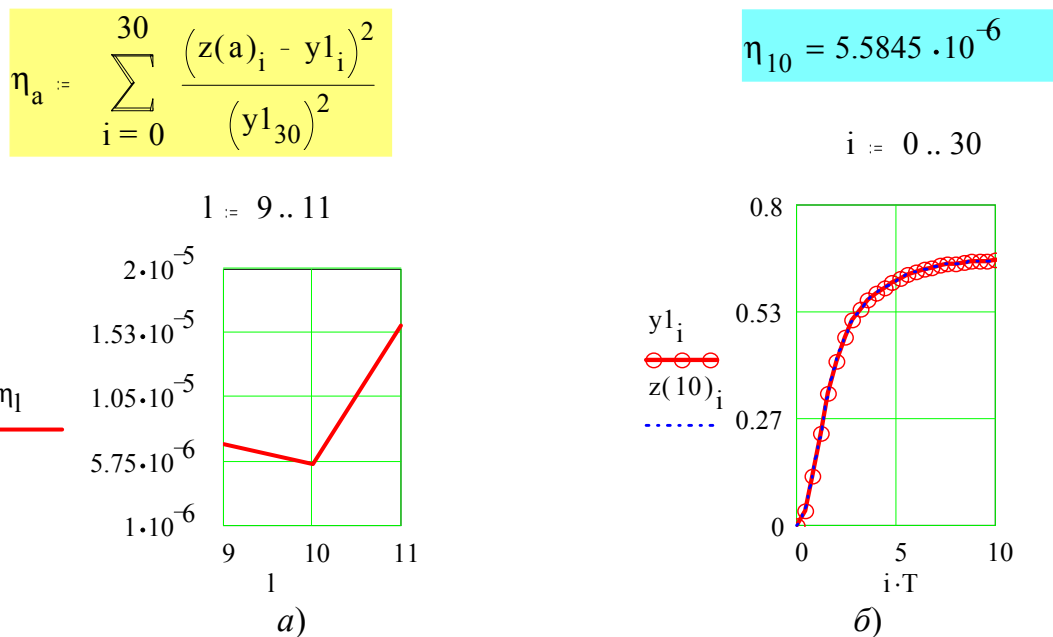 η_a := ∑_{i = 0}^{30} (z(a)_i - y1_i)^2 / (y1_30)^2
η_10 = 5.5845 ·10^-6
l := 9 .. 11
i := 0 .. 30
2•10^-5
1.53•10^-5
1.05•10^-5
5.75•10^-6
1•10^-6
η_l
9 10 11
l
а)
0.8
0.53
0.27
0
y1_i
z(10)_i
0 5 10
i·T
б)